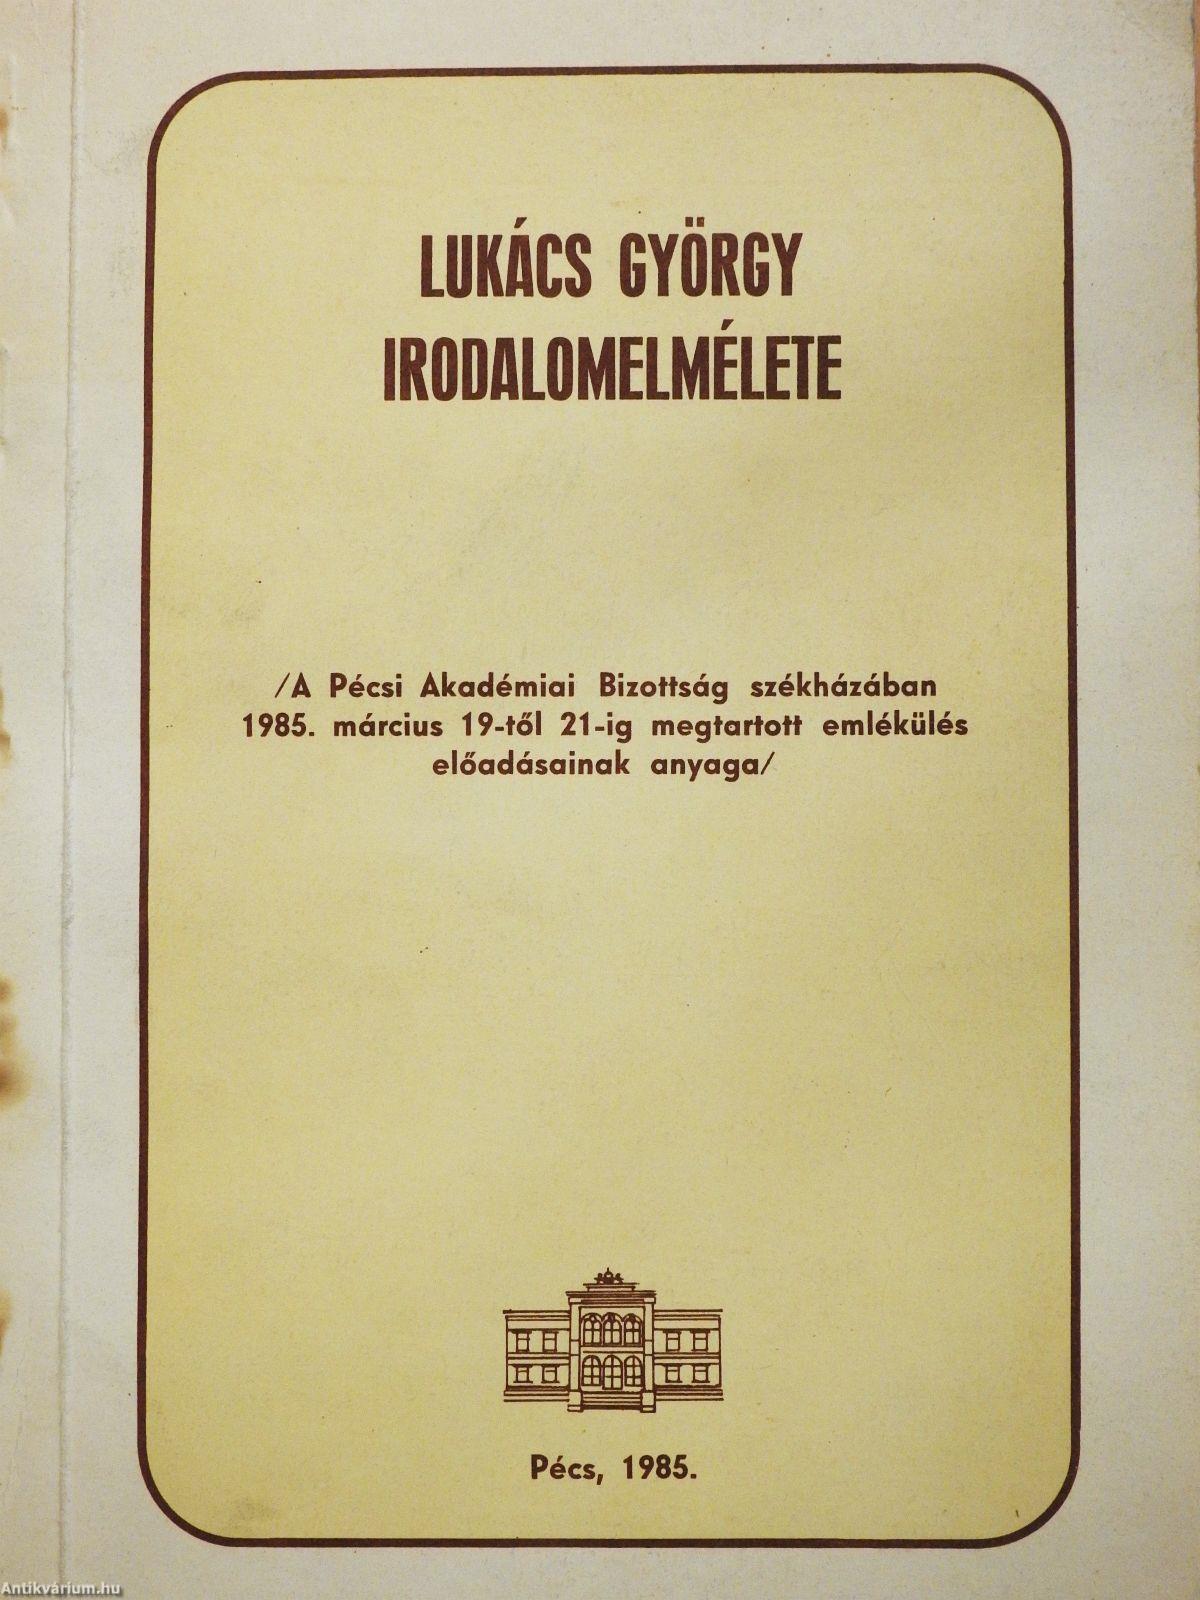 LUKÁCS GYÖRGY
IRODALOMELMÉLETE
/A Pécsi Akadémiai Bizottság székházában
1985. március 19-től 21-ig megtartott emlékülés
előadásainak anyaga/
Pécs, 1985.
Antikvárium.hu